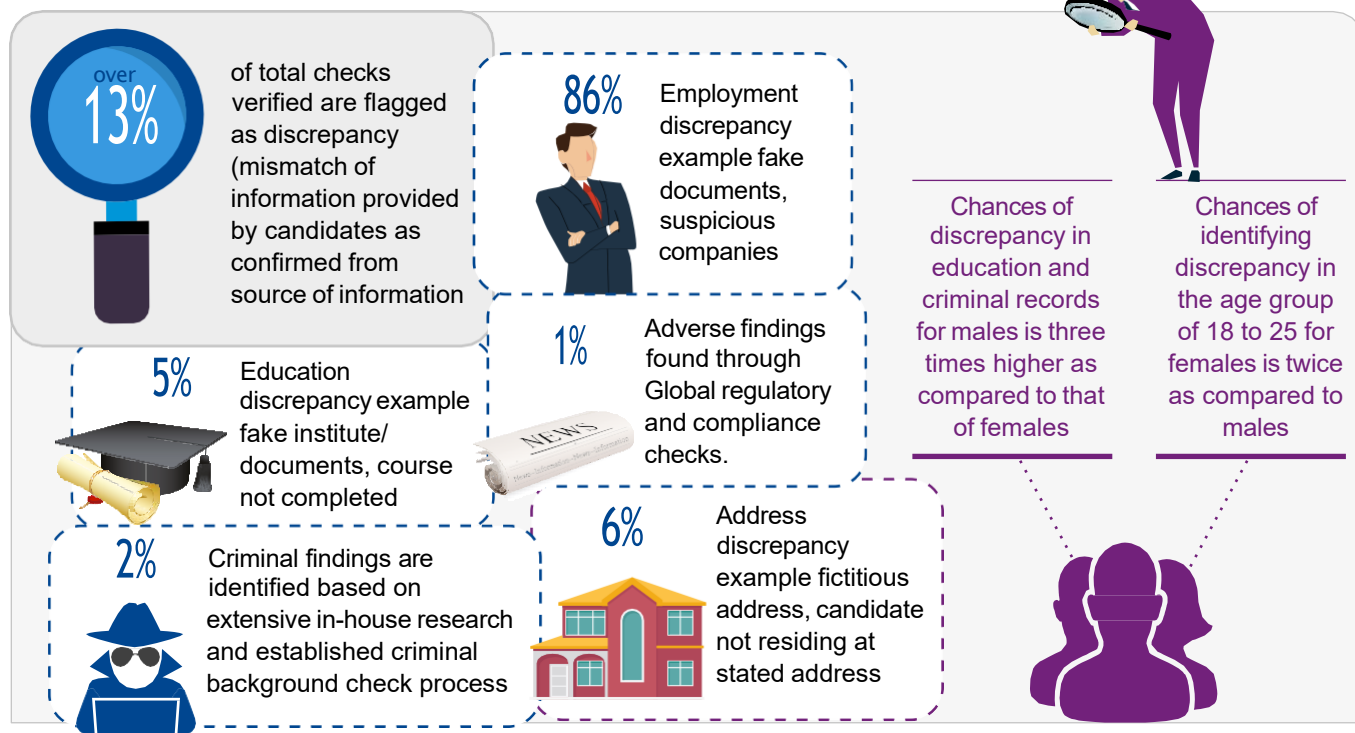 over
13%
of total checks
verified are flagged
as discrepancy
(mismatch of
information provided
by candidates as
confirmed from
source of information
86%
Employment
discrepancy
example fake
documents,
suspicious
companies
5%
Education
discrepancy example
fake institute/
documents, course
not completed
1%
Adverse findings
found through
Global regulatory
and compliance
checks.
NEWS
2%
Criminal findings are
identified based on
extensive in-house research
and established criminal
background check process
6%
Address
discrepancy
example fictitious
address, candidate
not residing at
stated address
Chances of
discrepancy in
education and
criminal records
for males is three
times higher as
compared to that
of females
Chances of
identifying
discrepancy in
the age group
of 18 to 25 for
females is twice
as compared to
males